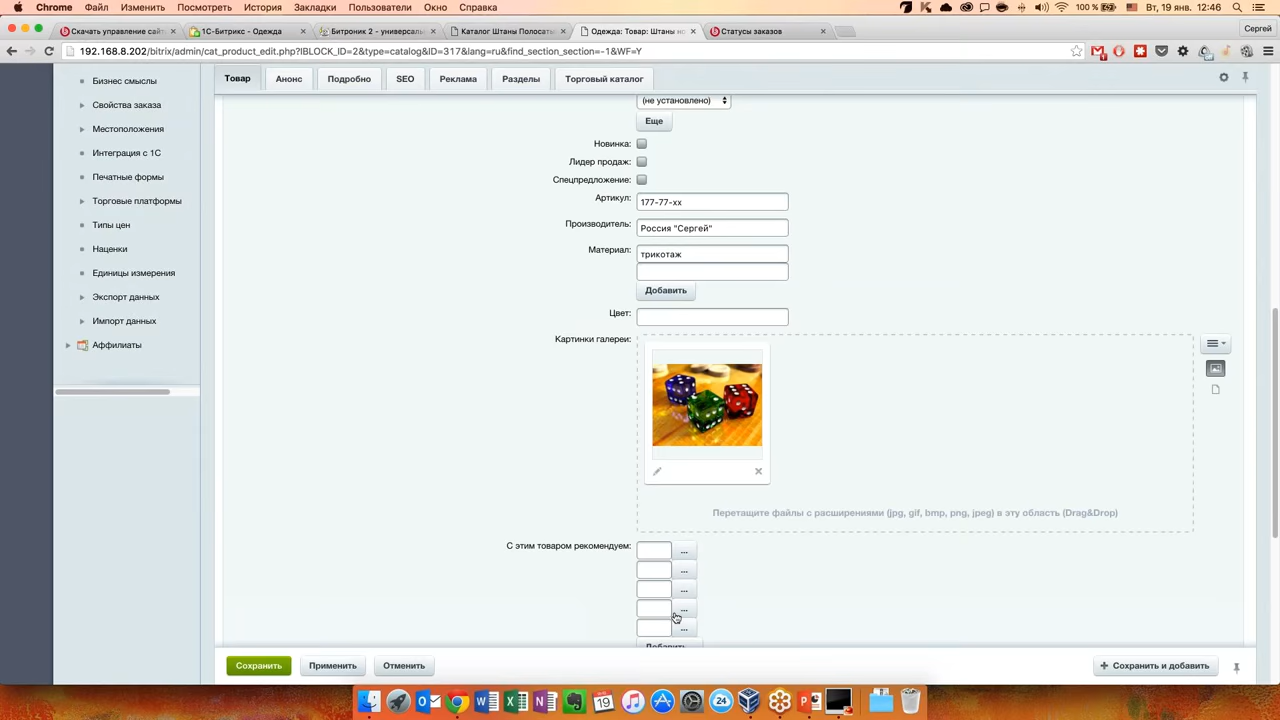 Chrome Файл Изменить Посмотреть История Закладки Пользователи Окно Справка 100 % Вт, 19 янв. 12:46
Скачать управление сайт 1С-Битрикс - Одежда Битроник 2 - универсаль Каталог Штаны Полосаты Одежда: Товар: Штаны но Статусы заказов Сергей
192.168.8.202/bitrix/admin/cat_product_edit.php?IBLOCK_ID=2&type=catalog&ID=317&lang=ru&find_section_section=-1&WF=Y
Товар Анонс Подробно SEO Реклама Разделы Торговый каталог
Бизнес смыслы
Свойства заказа
Местоположения
Интеграция с 1С
Печатные формы
Торговые платформы
Типы цен
Наценки
Единицы измерения
Экспорт данных
Импорт данных
Аффилиаты
(не установлено)
Еще
Новинка:
Лидер продаж:
Спецпредложение:
Артикул: 177-77-хх
Производитель: Россия "Сергей"
Материал: трикотаж
Добавить
Цвет:
Картинки галереи:
Перетащите файлы с расширениями (jpg, gif, bmp, png, jpeg) в эту область (Drag&Drop)
С этим товаром рекомендуем: ...
...
...
...
...
Добавить
Сохранить Применить Отменить Сохранить и добавить
19 24